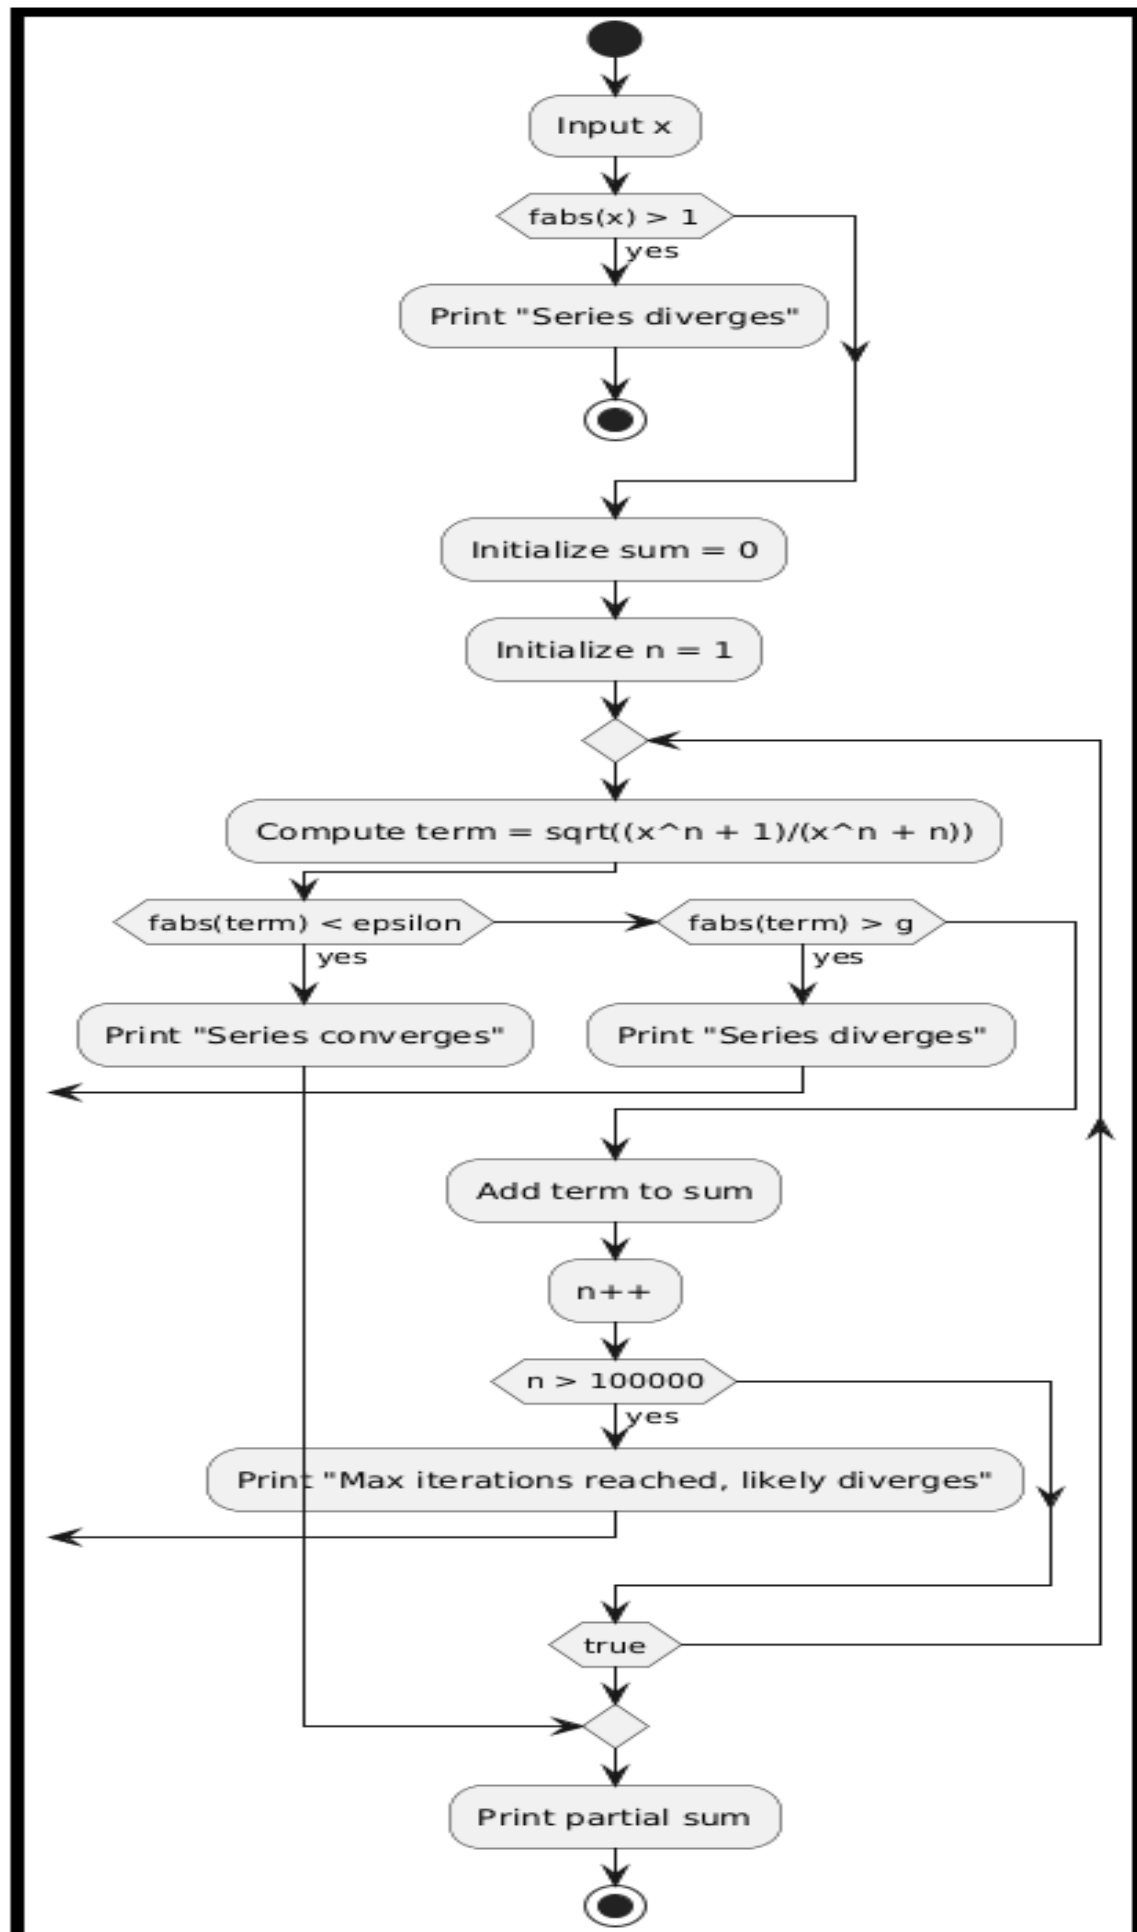 Input x
fabs(x) > 1
yes
Print "Series diverges"
Initialize sum = 0
Initialize n = 1
Compute term = sqrt((x^n + 1)/(x^n + n))
fabs(term) < epsilon
fabs(term) > g
yes
yes
Print "Series converges"
Print "Series diverges"
Add term to sum
n++
n > 100000
yes
Print "Max iterations reached, likely diverges"
true
Print partial sum